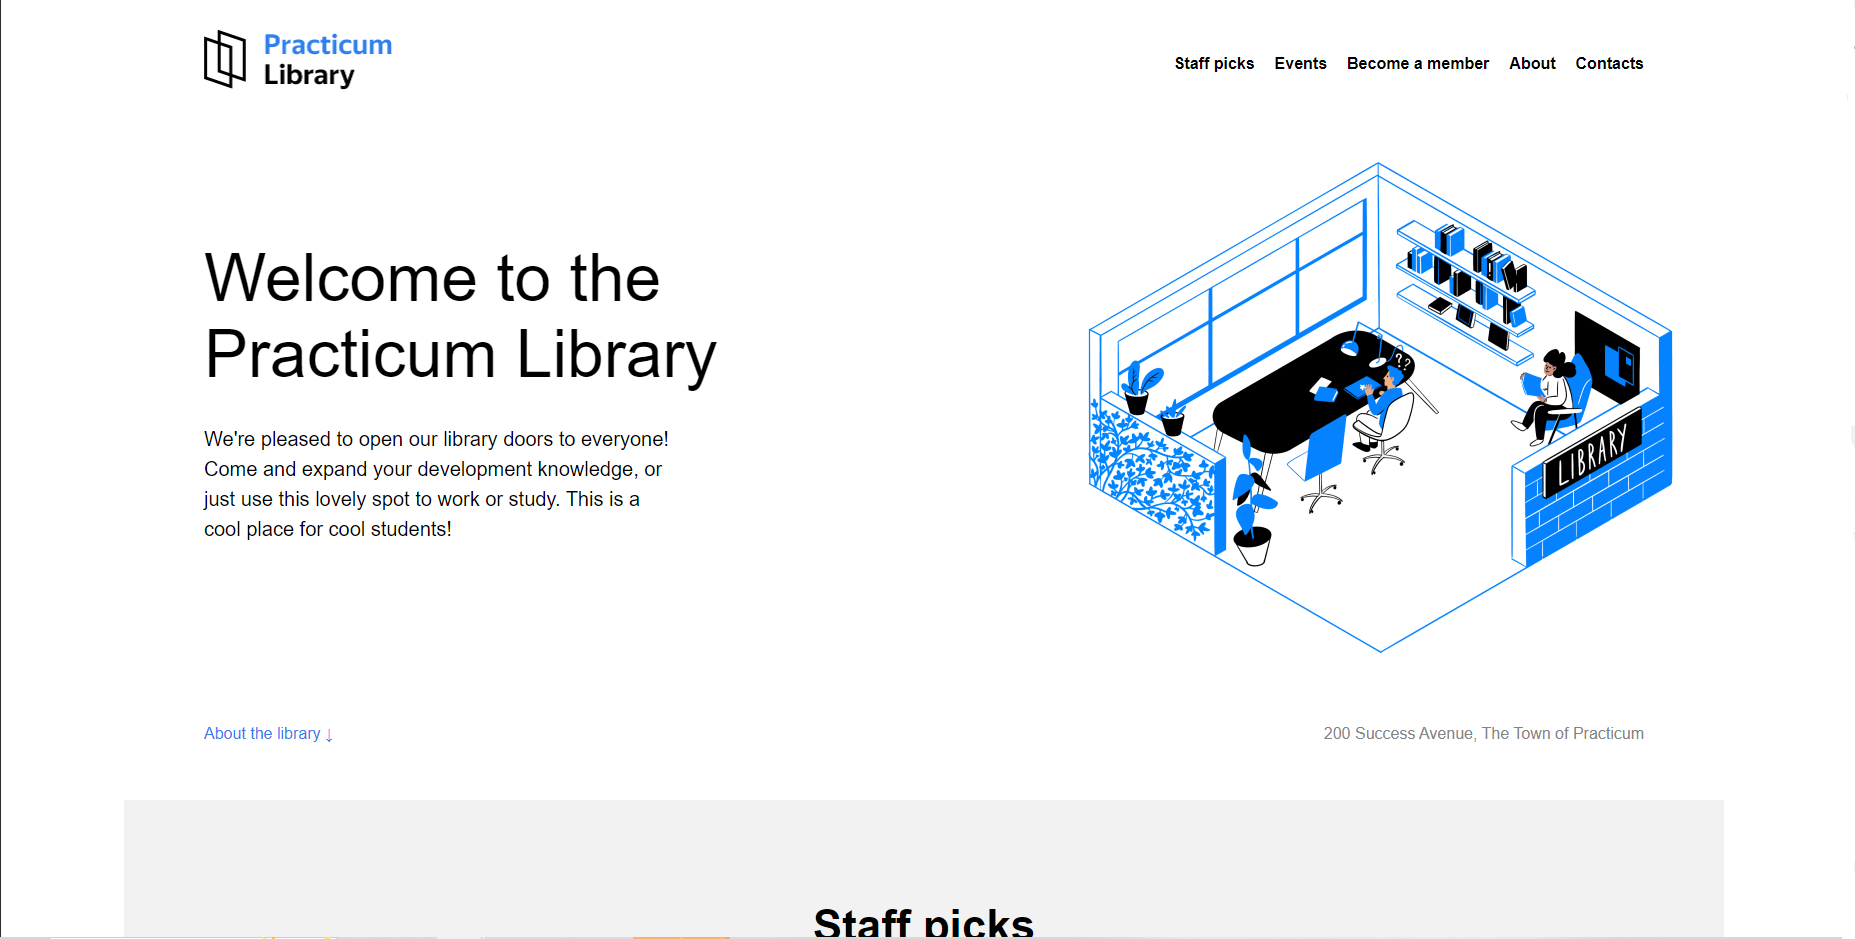 Practicum
Library
Staff picks
Events
Become a member
About
Contacts
Welcome to the
Practicum Library
We're pleased to open our library doors to everyone!
Come and expand your development knowledge, or
just use this lovely spot to work or study. This is a
cool place for cool students!
? ?
LIBRARY
About the library ↓
200 Success Avenue, The Town of Practicum
Staff picks